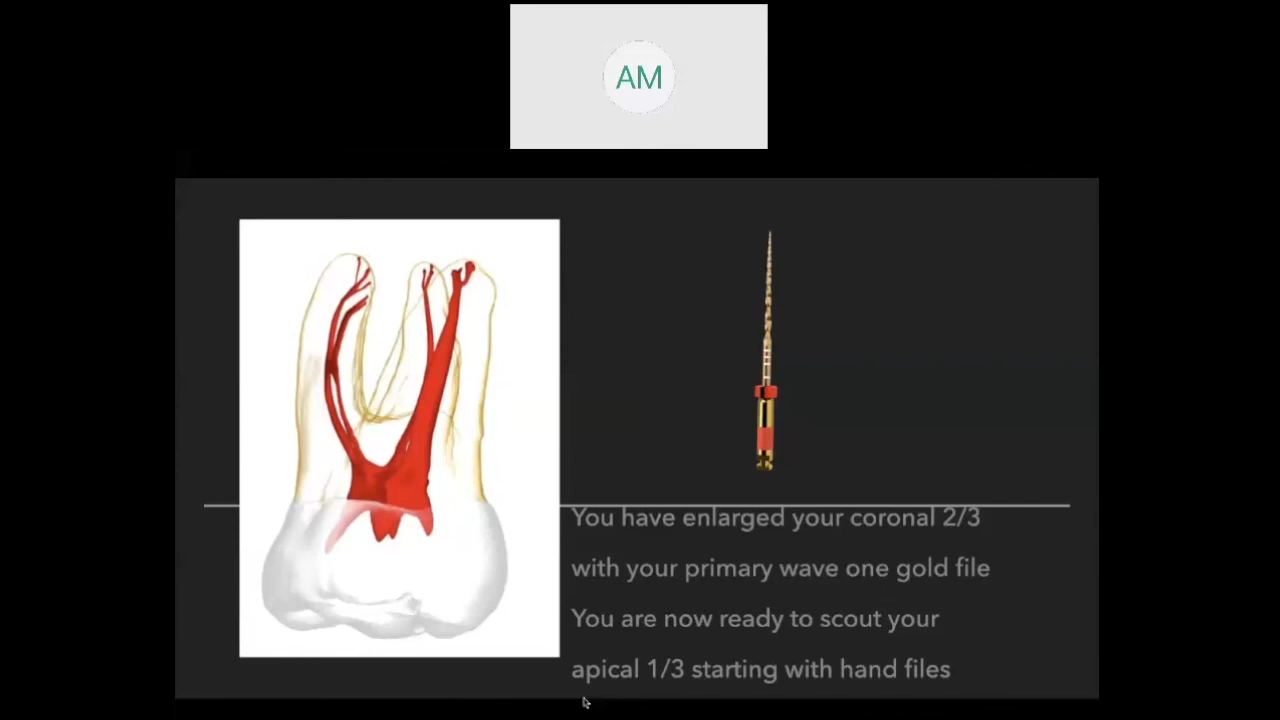 AM
You have enlarged your coronal 2/3
with your primary wave one gold file
You are now ready to scout your
apical 1/3 starting with hand files